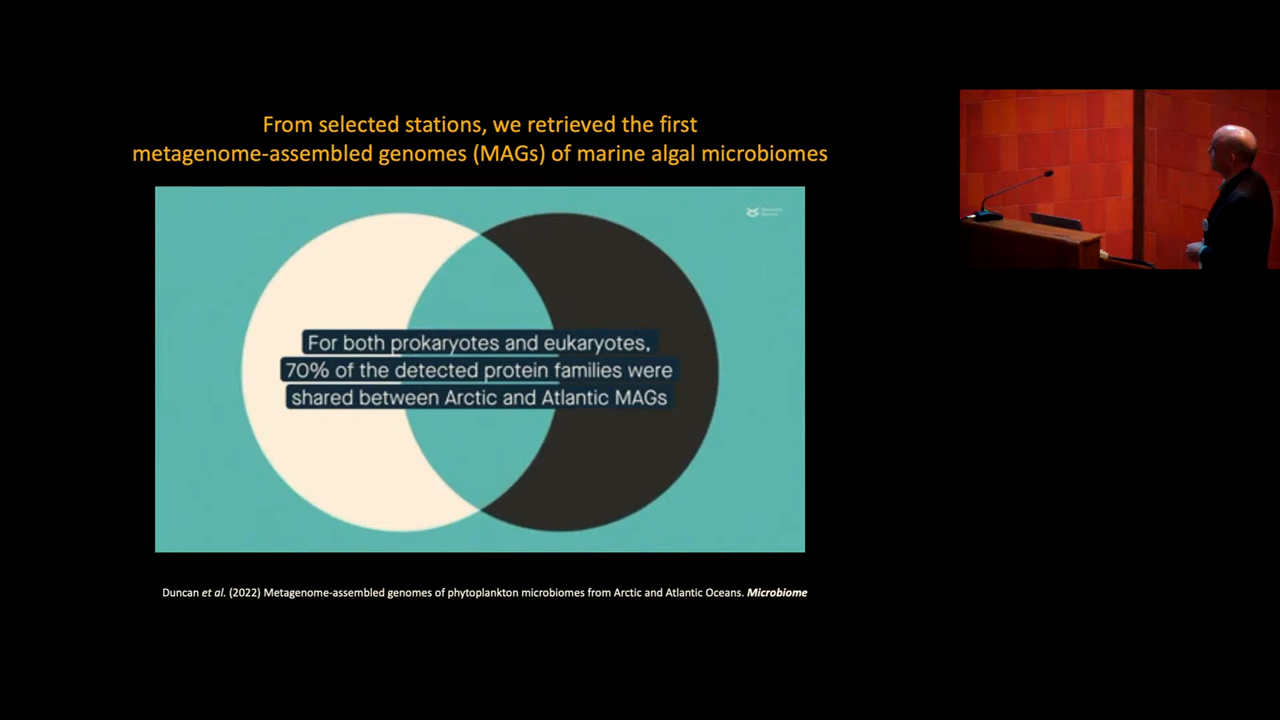 From selected stations, we retrieved the first
metagenome-assembled genomes (MAGs) of marine algal microbiomes
For both prokaryotes and eukaryotes,
70% of the detected protein families were
shared between Arctic and Atlantic MAGs
Duncan et al. (2022) Metagenome-assembled genomes of phytoplankton microbiomes from Arctic and Atlantic Oceans. Microbiome